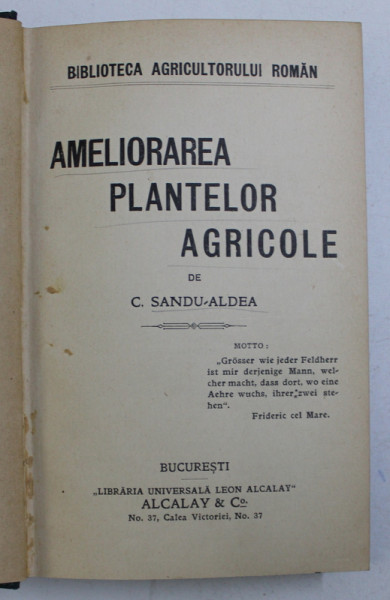 BIBLIOTECA AGRICULTORULUI ROMÂN
AMELIORAREA
PLANTELOR
AGRICOLE
DE
C. SANDU-ALDEA
MOTTO:
„Grösser wie jeder Feldherr
ist mir derjenige Mann, wel-
cher macht, dass dort, wo eine
Aehre wuchs, ihrer zwei ste-
hen“.
Frideric cel Mare.
BUCUREŞTI
„LIBRĂRIA UNIVERSALĂ LEON ALCALAY“
ALCALAY & Co.
No. 37, Calea Victoriei, No. 37